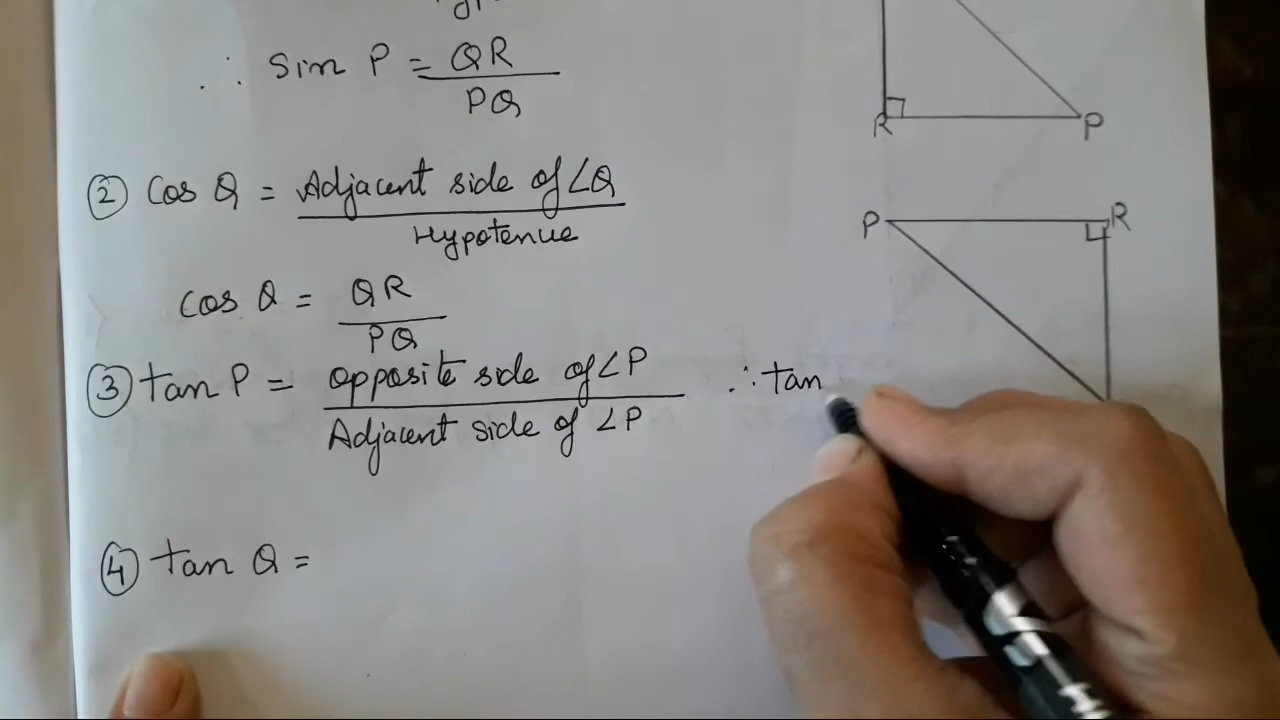 ∴ Sin P = QR
PQ
② Cos Q = Adjacent side of ∠Q
Hypotenue
Cos Q = QR
PQ
③ tan P = opposite side of ∠P
Adjacent side of ∠P
∴ tan
④ tan Q =
R
P
P
R